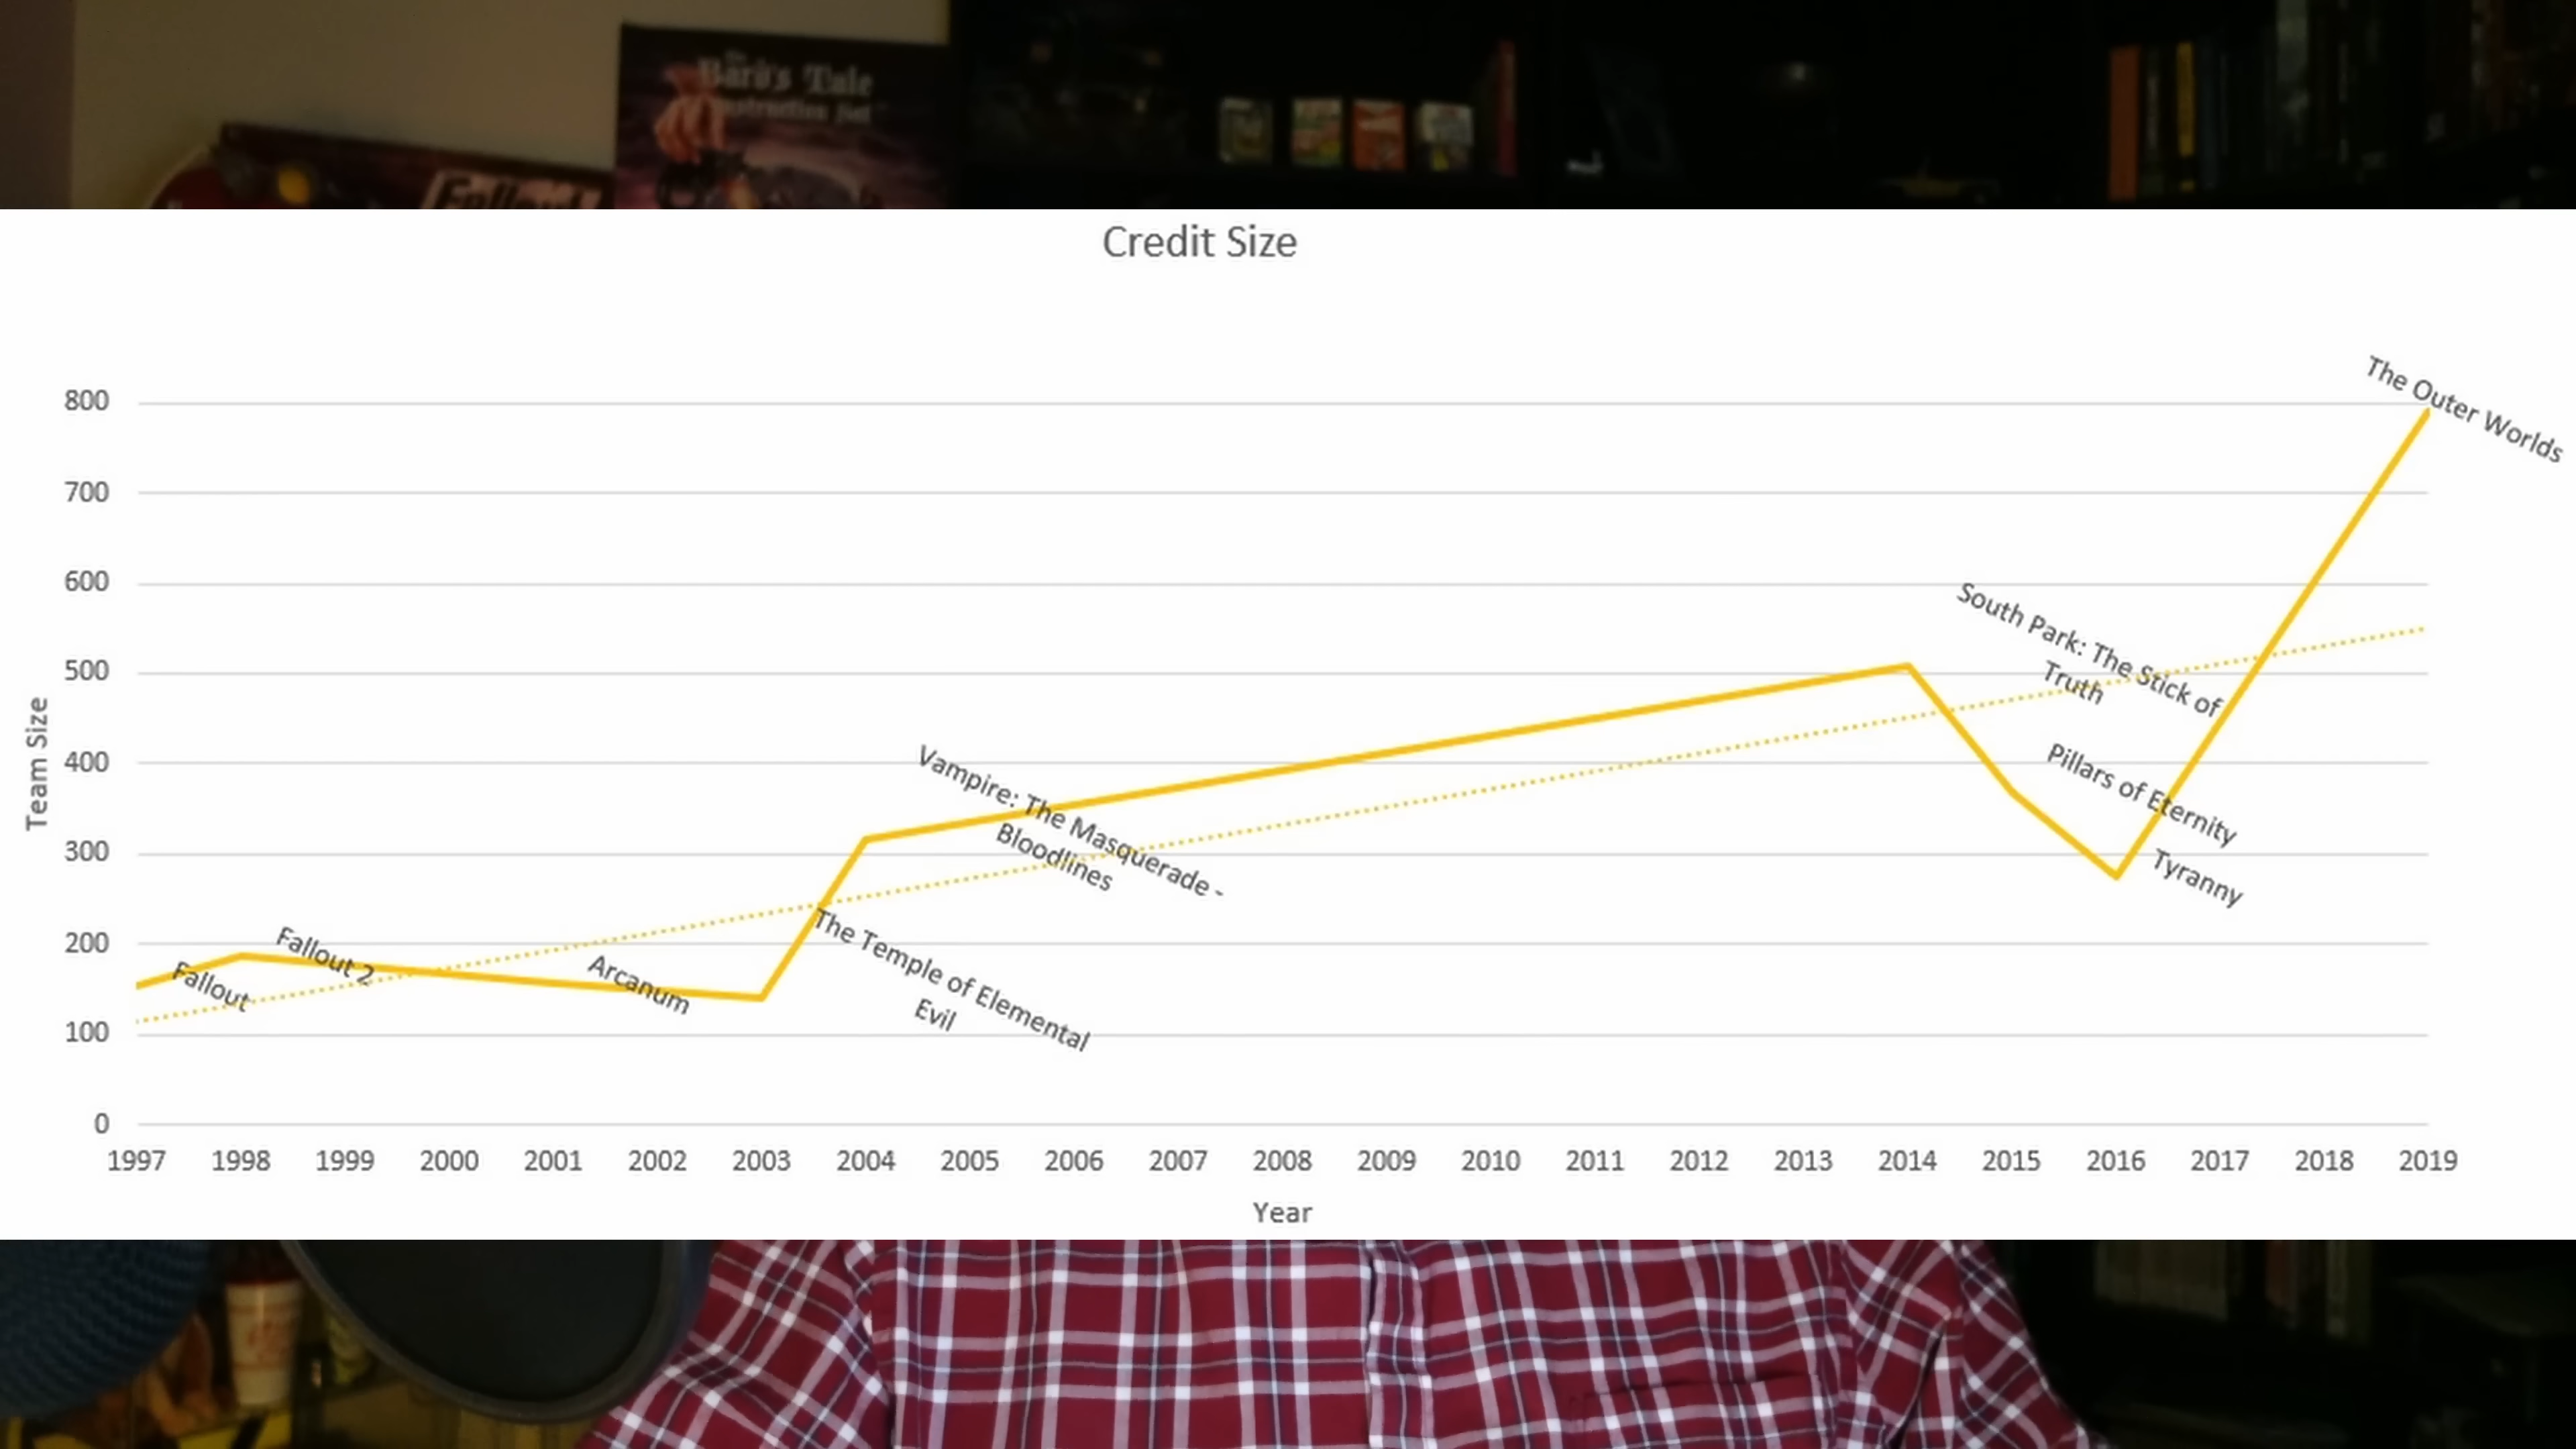 The
Bard's Tale
Construction Set
Fallout
Credit Size
800
700
600
500
400
300
200
100
0
Team Size
The Outer Worlds
South Park: The Stick of
Truth
Pillars of Eternity
Tyranny
Vampire: The Masquerade -
Bloodlines
The Temple of Elemental
Evil
Arcanum
Fallout 2
Fallout
1997 1998 1999 2000 2001 2002 2003 2004 2005 2006 2007 2008 2009 2010 2011 2012 2013 2014 2015 2016 2017 2018 2019
Year